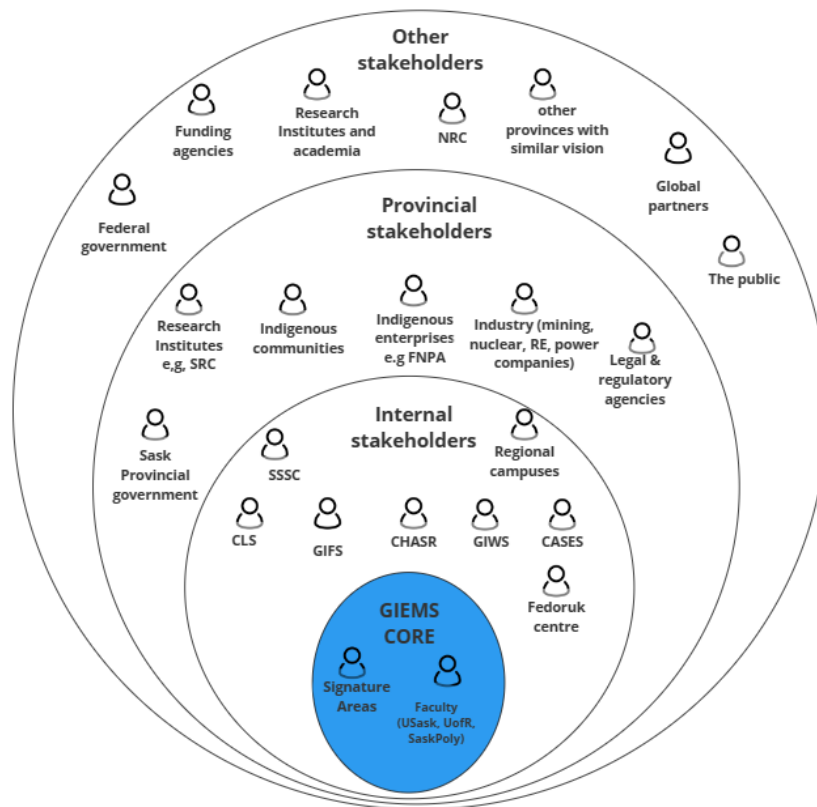 Other
stakeholders
Funding
agencies
Research
Institutes and
academia
NRC
other
provinces with
similar vision
Global
partners
Federal
government
The public
Provincial
stakeholders
Research
Institutes
e,g, SRC
Indigenous
communities
Indigenous
enterprises
e.g FNPA
Industry (mining,
nuclear, RE, power
companies)
Legal &
regulatory
agencies
Sask
Provincial
government
Internal
stakeholders
SSSC
Regional
campuses
CLS
GIFS
CHASR
GIWS
CASES
Fedoruk
centre
GIEMS
CORE
Signature
Areas
Faculty
(USask, UofR,
SaskPoly)